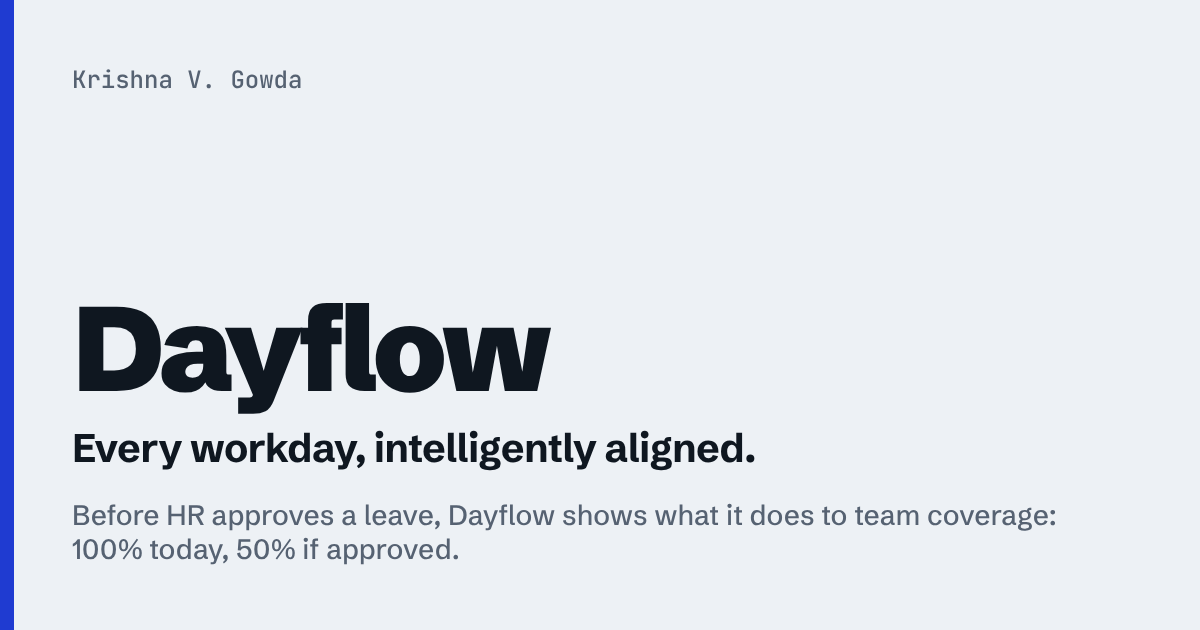 Krishna V. Gowda
Dayflow
Every workday, intelligently aligned.
Before HR approves a leave, Dayflow shows what it does to team coverage:
100% today, 50% if approved.